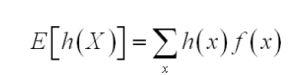 E[h(X)] = ∑ₓ h(x) f(x)